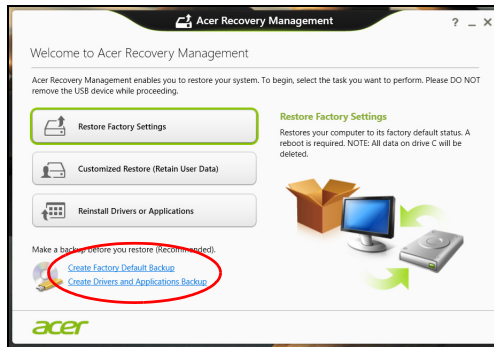 Acer Recovery Management
? _ X
Welcome to Acer Recovery Management
Acer Recovery Management enables you to restore your system. To begin, select the task you want to perform. Please DO NOT
remove the USB device while proceeding.
Restore Factory Settings
Customized Restore (Retain User Data)
Reinstall Drivers or Applications
Restore Factory Settings
Restores your computer to its factory default status. A
reboot is required. NOTE: All data on drive C will be
deleted.
Make a backup before you restore (Recommended).
Create Factory Default Backup
Create Drivers and Applications Backup
acer